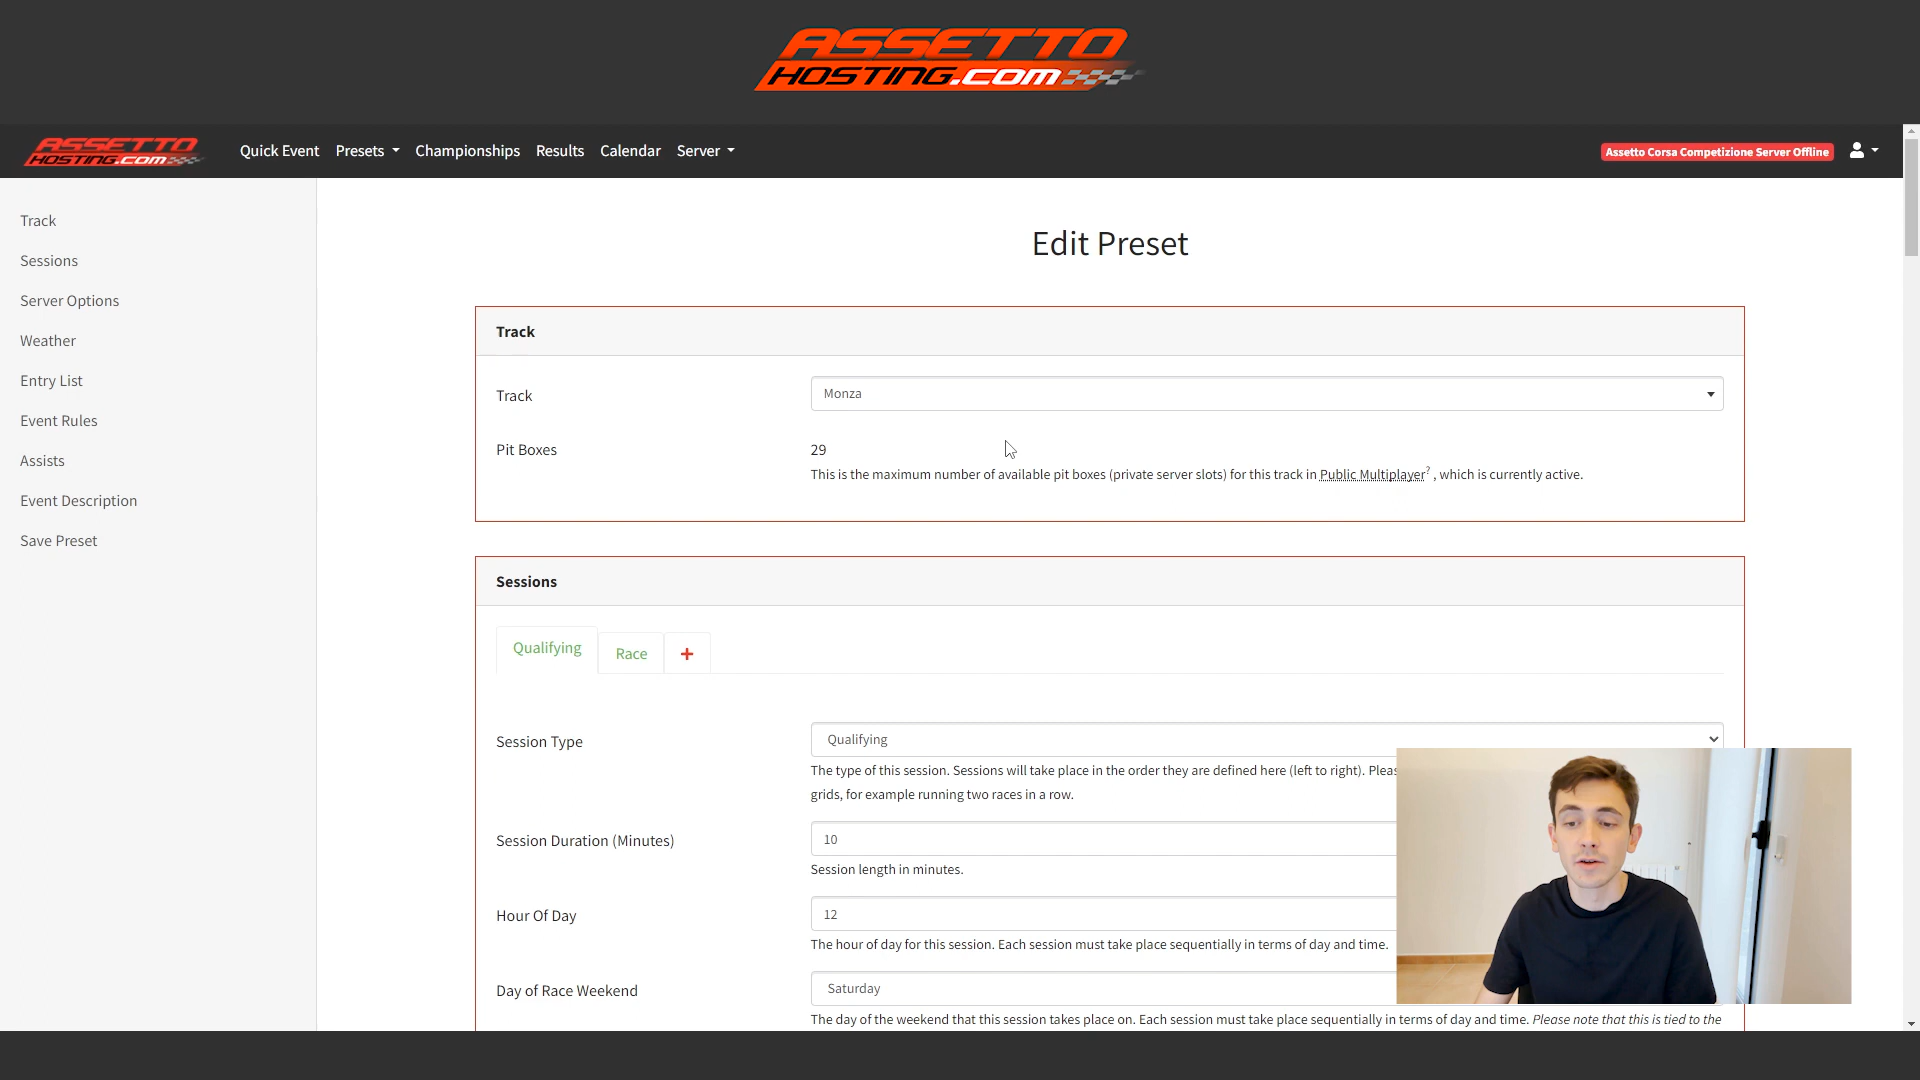 ASSETTO
HOSTING.COM
ASSETTO
HOSTING.COM
Quick Event Presets Championships Results Calendar Server
Assetto Corsa Competizione Server Offline
Track
Sessions
Server Options
Weather
Entry List
Event Rules
Assists
Event Description
Save Preset
Edit Preset
Track
Track Monza
Pit Boxes 29
This is the maximum number of available pit boxes (private server slots) for this track in Public Multiplayer?, which is currently active.
Sessions
Qualifying Race +
Session Type Qualifying
The type of this session. Sessions will take place in the order they are defined here (left to right).
grids, for example running two races in a row.
Session Duration (Minutes) 10
Session length in minutes.
Hour Of Day 12
The hour of day for this session. Each session must take place sequentially in terms of day and time.
Day of Race Weekend Saturday
The day of the weekend that this session takes place on. Each session must take place sequentially in terms of day and time. Please note that this is tied to the